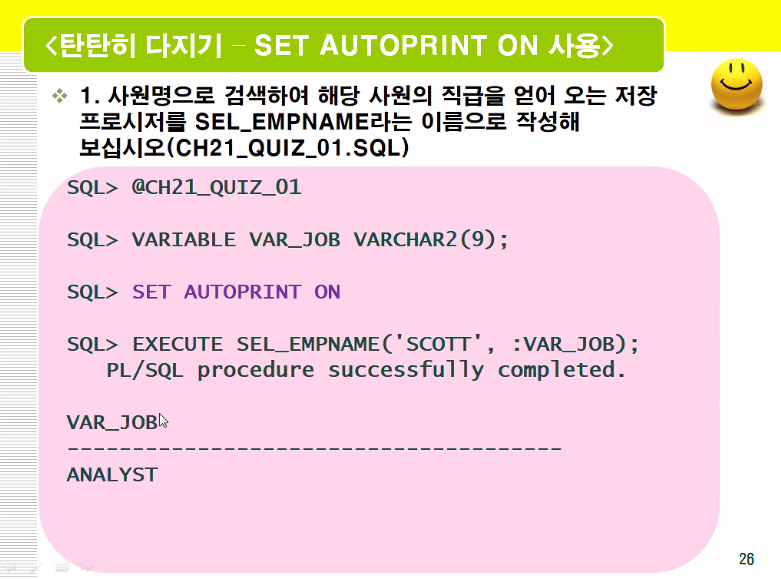 <탄탄히 다지기 – SET AUTOPRINT ON 사용>
❖ 1. 사원명으로 검색하여 해당 사원의 직급을 얻어 오는 저장
프로시저를 SEL_EMPNAME라는 이름으로 작성해
보십시오(CH21_QUIZ_01.SQL)
SQL> @CH21_QUIZ_01
SQL> VARIABLE VAR_JOB VARCHAR2(9);
SQL> SET AUTOPRINT ON
SQL> EXECUTE SEL_EMPNAME('SCOTT', :VAR_JOB);
PL/SQL procedure successfully completed.
VAR_JOB
--------------------------------------
ANALYST
26